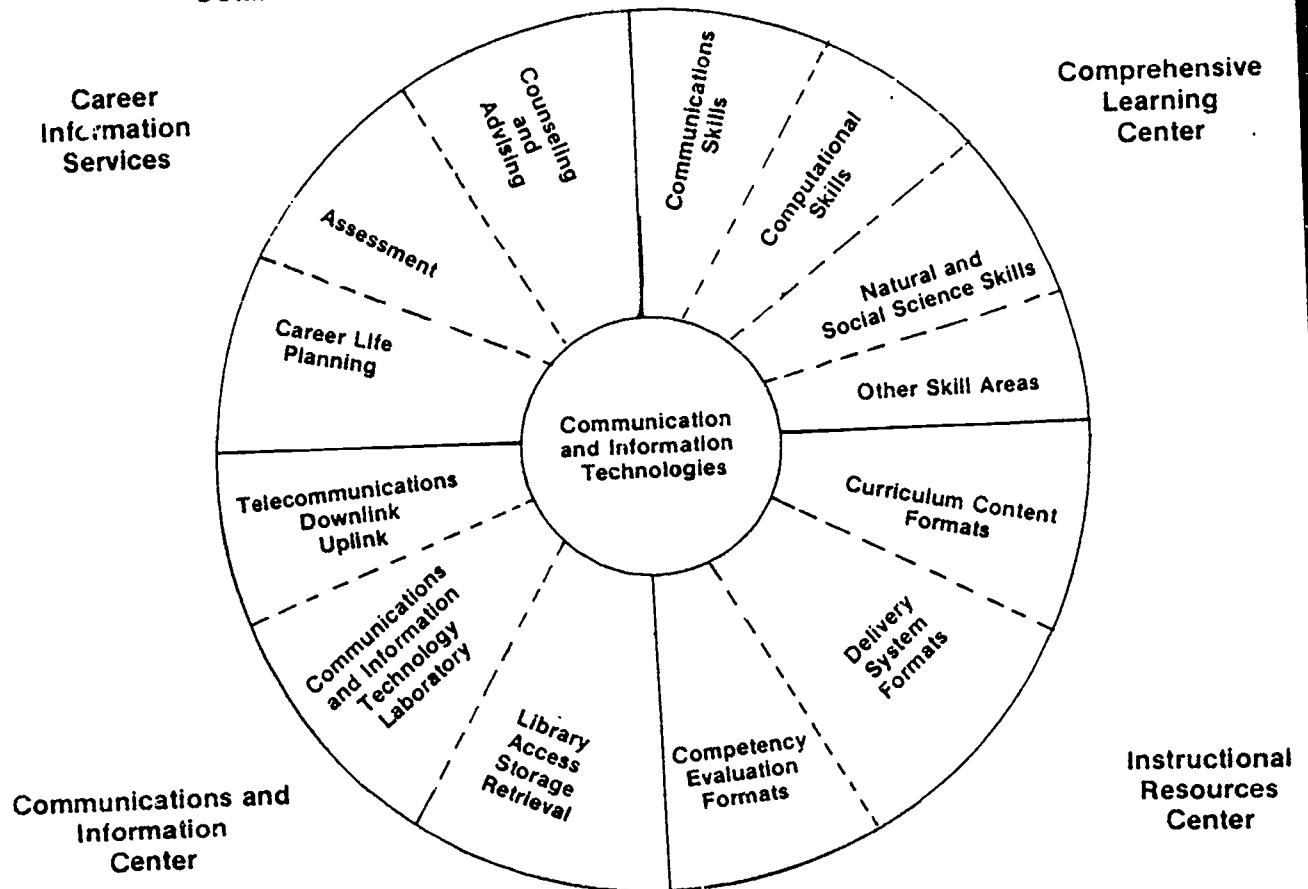 Career
Information
Services
Comprehensive
Learning
Center
Counseling
and
Advising
Communications
Skills
Computational
Skills
Assessment
Natural and
Social Science Skills
Career Life
Planning
Other Skill Areas
Communication
and Information
Technologies
Telecommunications
Downlink
Uplink
Curriculum Content
Formats
Communications
and Information
Technology
Laboratory
Delivery
System
Formats
Library
Access
Storage
Retrieval
Competency
Evaluation
Formats
Communications and
Information
Center
Instructional
Resources
Center